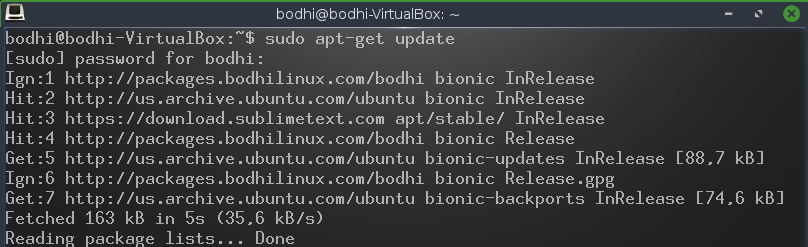 bodhi@bodhi-VirtualBox: ~
bodhi@bodhi-VirtualBox:~$ sudo apt-get update
[sudo] password for bodhi:
Ign:1 http://packages.bodhilinux.com/bodhi bionic InRelease
Hit:2 http://us.archive.ubuntu.com/ubuntu bionic InRelease
Hit:3 https://download.sublimetext.com apt/stable/ InRelease
Hit:4 http://packages.bodhilinux.com/bodhi bionic Release
Get:5 http://us.archive.ubuntu.com/ubuntu bionic-updates InRelease [88,7 kB]
Ign:6 http://packages.bodhilinux.com/bodhi bionic Release.gpg
Get:7 http://us.archive.ubuntu.com/ubuntu bionic-backports InRelease [74,6 kB]
Fetched 163 kB in 5s (35,6 kB/s)
Reading package lists... Done